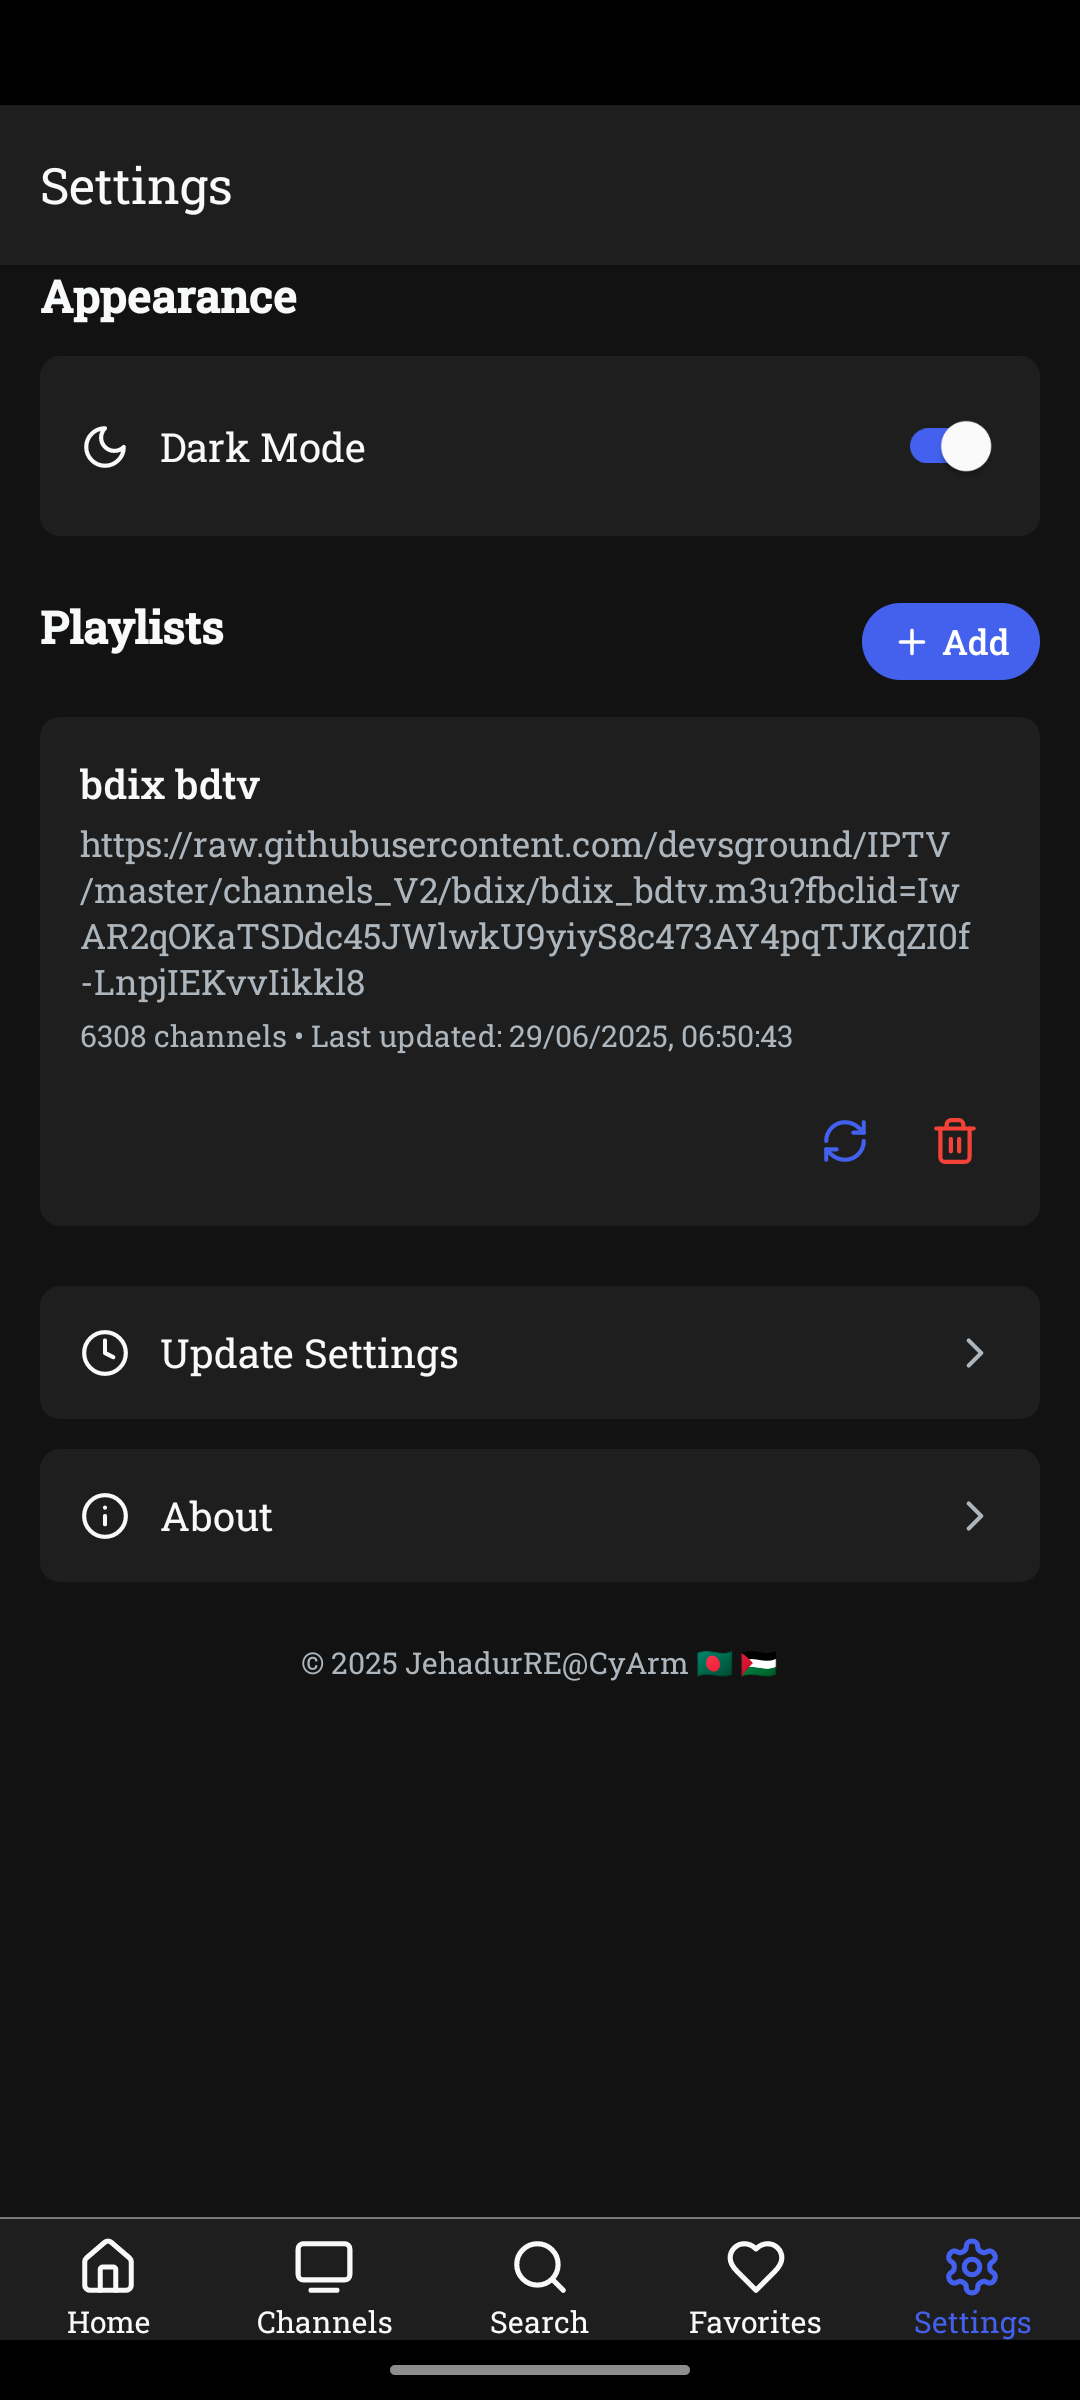 Settings
Appearance
Dark Mode
Playlists
+ Add
bdix bdtv
https://raw.githubusercontent.com/devsground/IPTV
/master/channels_V2/bdix/bdix_bdtv.m3u?fbclid=Iw
AR2qOKaTSDdc45JWlwkU9yiyS8c473AY4pqTJKqZI0f
-LnpjIEKvvIikkl8
6308 channels • Last updated: 29/06/2025, 06:50:43
Update Settings
About
© 2025 JehadurRE@CyArm 🇧🇩 🇵🇸
Home
Channels
Search
Favorites
Settings